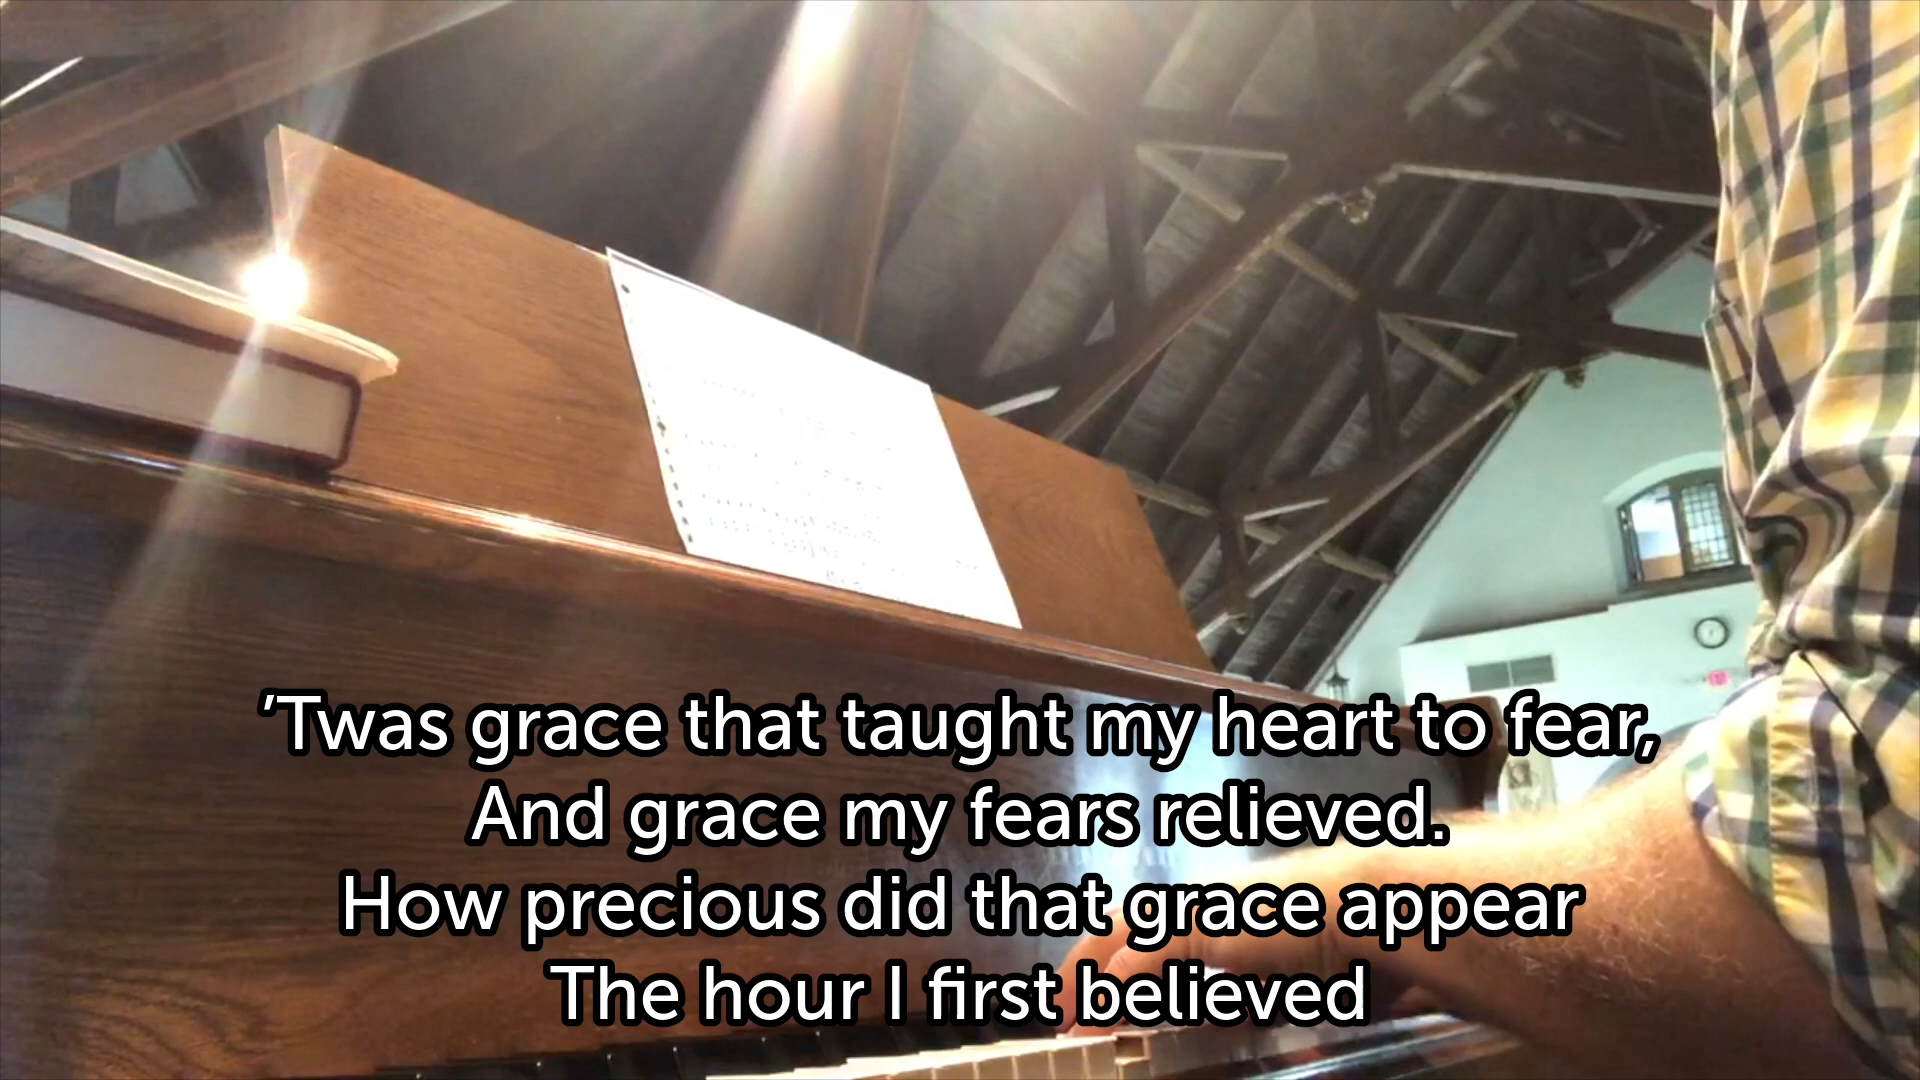 ’Twas grace that taught my heart to fear,
And grace my fears relieved.
How precious did that grace appear
The hour I first believed